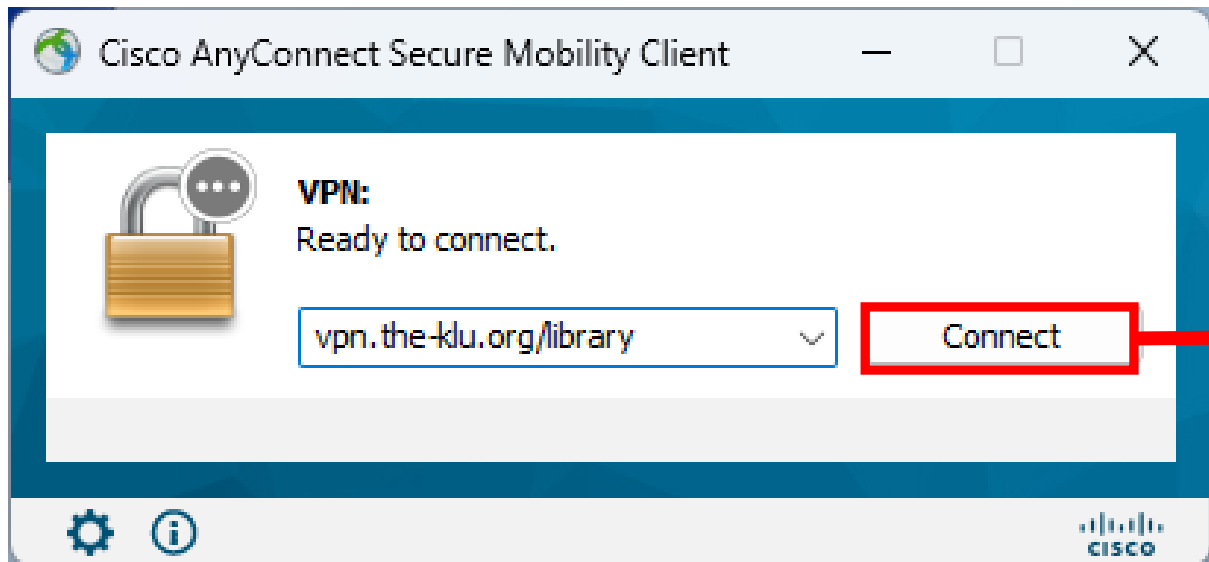 Cisco AnyConnect Secure Mobility Client
VPN:
Ready to connect.
vpn.the-klu.org/library
Connect
CISCO